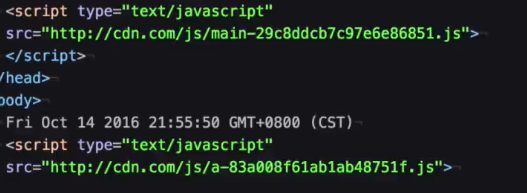 <script type="text/javascript"
src="http://cdn.com/js/main-29c8ddcb7c97e6e86851.js">
</script>
/head>
body>
Fri Oct 14 2016 21:55:50 GMT+0800 (CST)
<script type="text/javascript"
src="http://cdn.com/js/a-83a008f61ab1ab48751f.js">